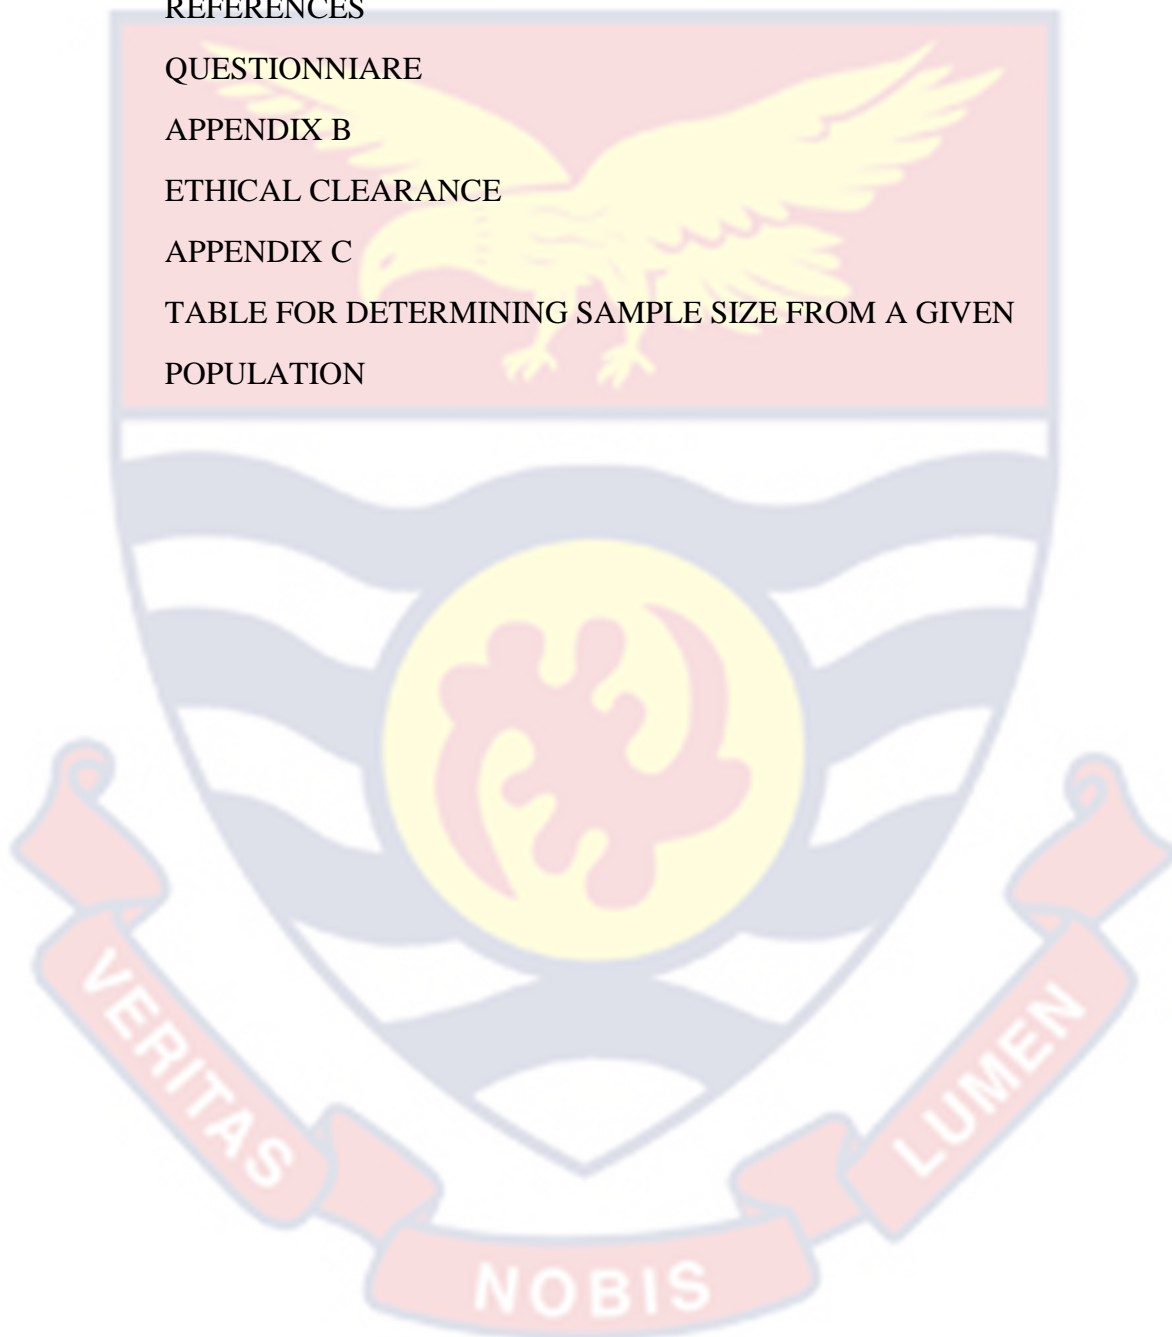 REFERENCES
QUESTIONNIARE
APPENDIX B
ETHICAL CLEARANCE
APPENDIX C
TABLE FOR DETERMINING SAMPLE SIZE FROM A GIVEN
POPULATION
VERITAS
NOBIS
LUMEN